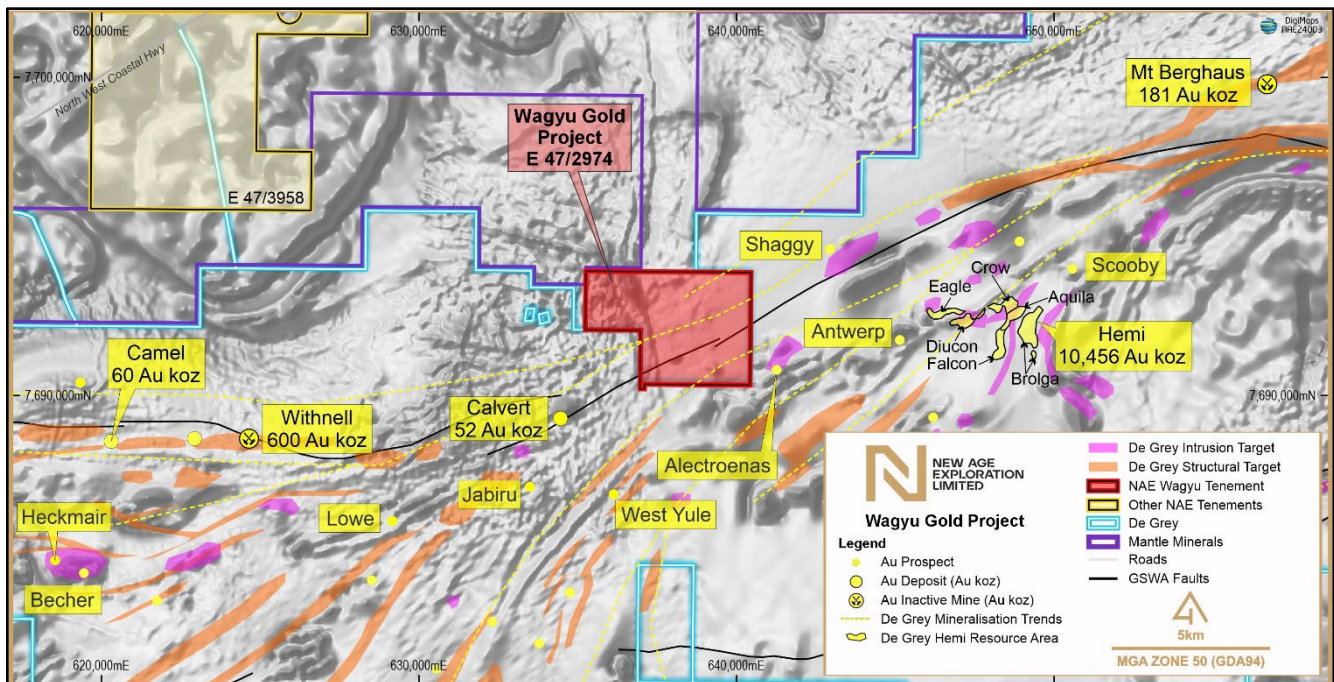 620,000mE
630,000mE
640,000mE
650,000mE
DigiMaps
NAE24003
7,700,000mN
North West Coastal Hwy
Mt Berghaus
181 Au koz
Wagyu Gold
Project
E 47/2974
E 47/3958
Shaggy
Scooby
Crow
Eagle
Aquila
Antwerp
Hemi
10,456 Au koz
Diucon
Falcon
Brolga
Camel
60 Au koz
7,690,000mN
7,690,000mE
Withnell
600 Au koz
Calvert
52 Au koz
Alectroenas
Jabiru
Heckmair
Lowe
West Yule
Becher
NEW AGE
EXPLORATION
LIMITED
Wagyu Gold Project
Legend
Au Prospect
Au Deposit (Au koz)
Au Inactive Mine (Au koz)
De Grey Mineralisation Trends
De Grey Hemi Resource Area
De Grey Intrusion Target
De Grey Structural Target
NAE Wagyu Tenement
Other NAE Tenements
De Grey
Mantle Minerals
Roads
GSWA Faults
5km
MGA ZONE 50 (GDA94)
620,000mE
630,000mE
640,000mE